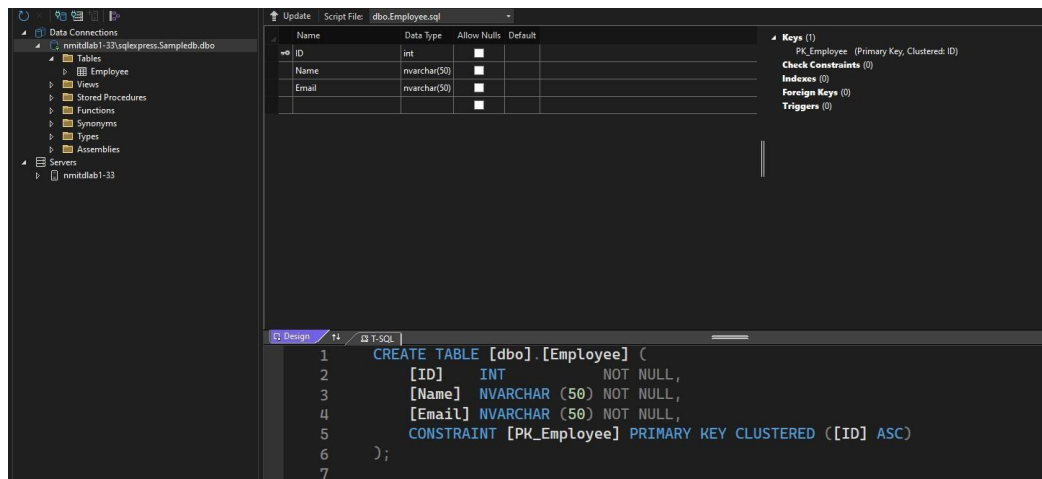 Data Connections
nmitdlab1-33\sqlexpress.Sampledb.dbo
Tables
Employee
Views
Stored Procedures
Functions
Synonyms
Types
Assemblies
Servers
nmitdlab1-33
Update Script File: dbo.Employee.sql
Name Data Type Allow Nulls Default
ID int
Name nvarchar(50)
Email nvarchar(50)
Keys (1)
PK_Employee (Primary Key, Clustered: ID)
Check Constraints (0)
Indexes (0)
Foreign Keys (0)
Triggers (0)
Design T-SQL
1 CREATE TABLE [dbo].[Employee] (
2 [ID] INT NOT NULL,
3 [Name] NVARCHAR (50) NOT NULL,
4 [Email] NVARCHAR (50) NOT NULL,
5 CONSTRAINT [PK_Employee] PRIMARY KEY CLUSTERED ([ID] ASC)
6 );
7